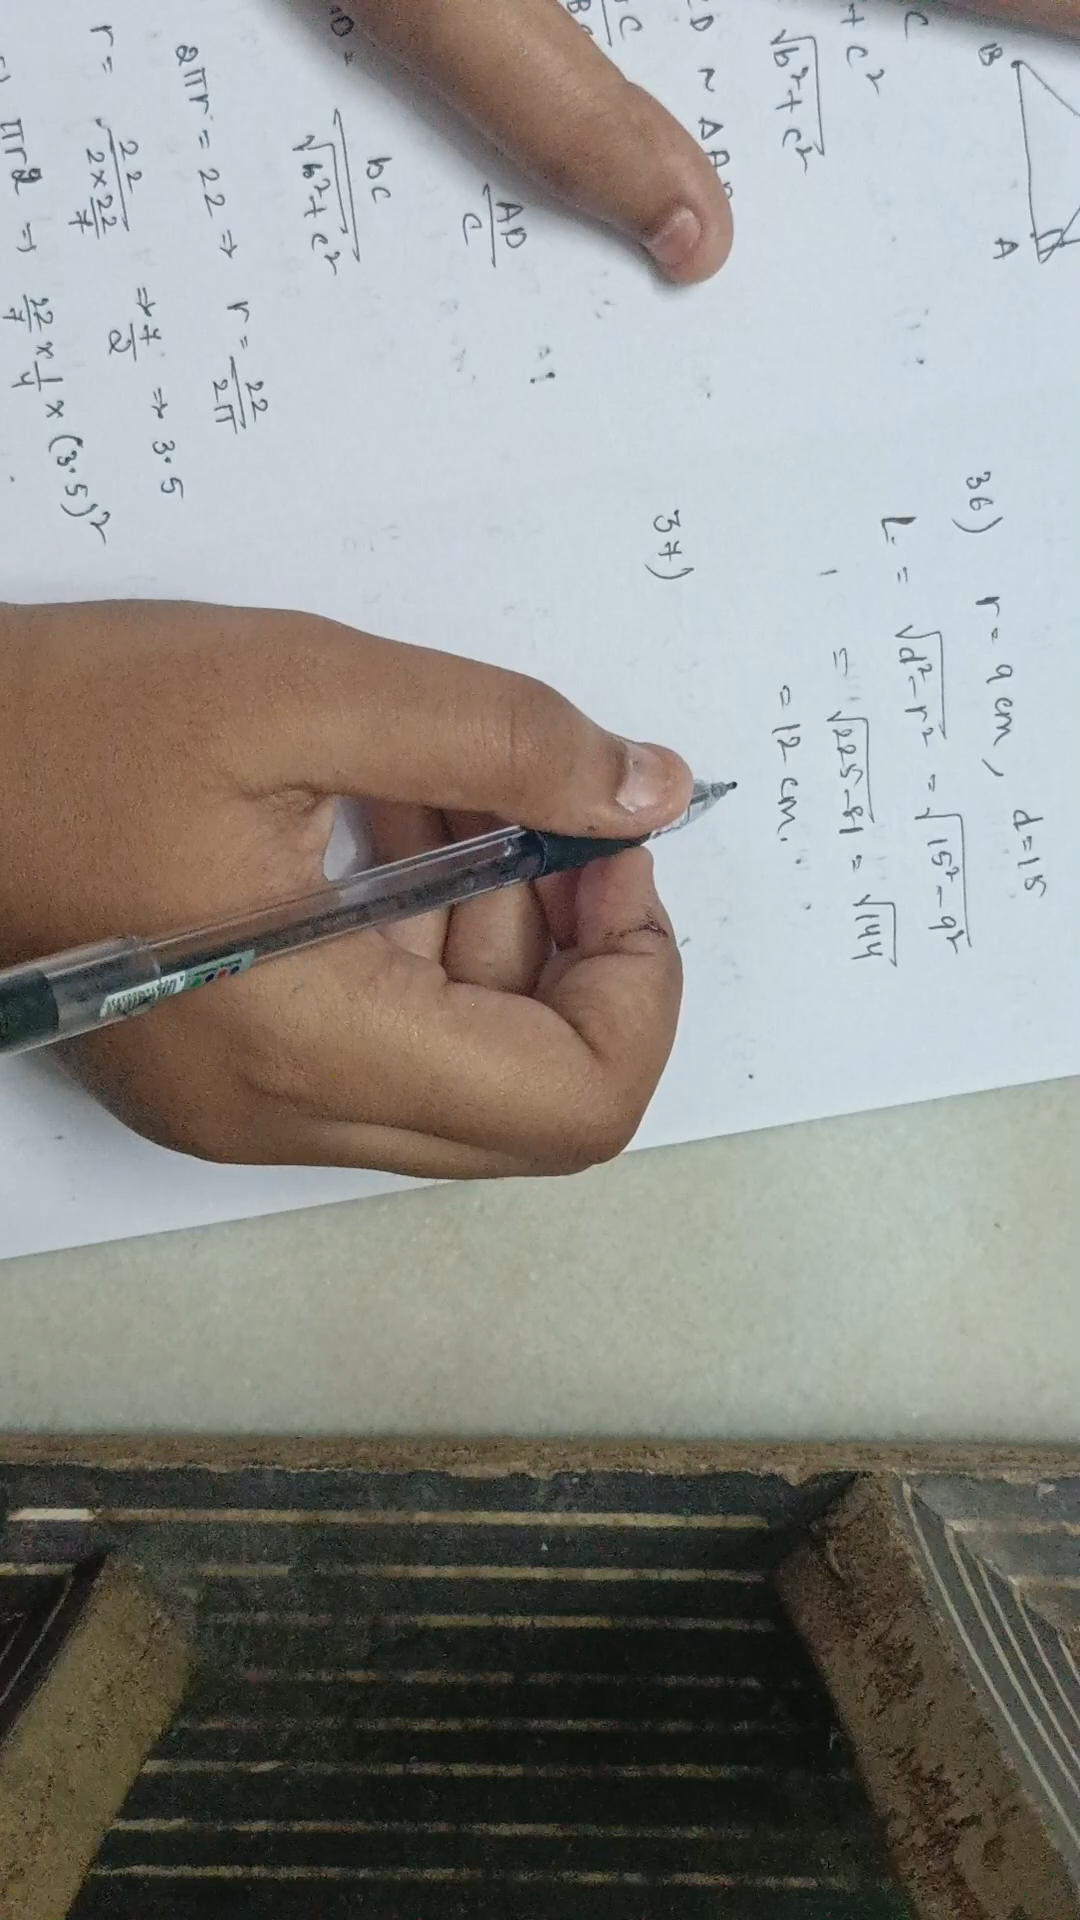 B
A
C
+ c²
√b² + c²
D ~ Δ A
AD
C
bc
√b² + c²
2πr = 22 ⇒ r = 22/2π
r = 22/(2 × 22/7) ⇒ 7/2 ⇒ 3.5
πr2 ⇒ 22/7 × 1/4 × (3.5)²
36) r = 9 cm, d = 15
L = √d² - r² = √15² - 9²
= √225 - 81 = √144
= 12 cm.
37)